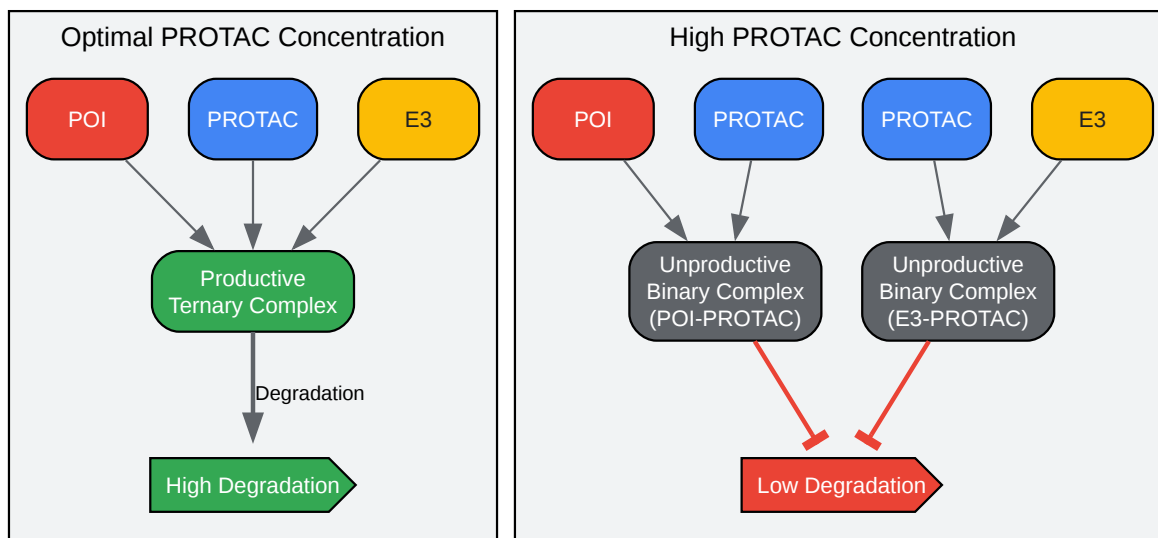 Optimal PROTAC Concentration
POI
PROTAC
E3
Productive
Ternary Complex
Degradation
High Degradation
High PROTAC Concentration
POI
PROTAC
PROTAC
E3
Unproductive
Binary Complex
(POI-PROTAC)
Unproductive
Binary Complex
(E3-PROTAC)
Low Degradation